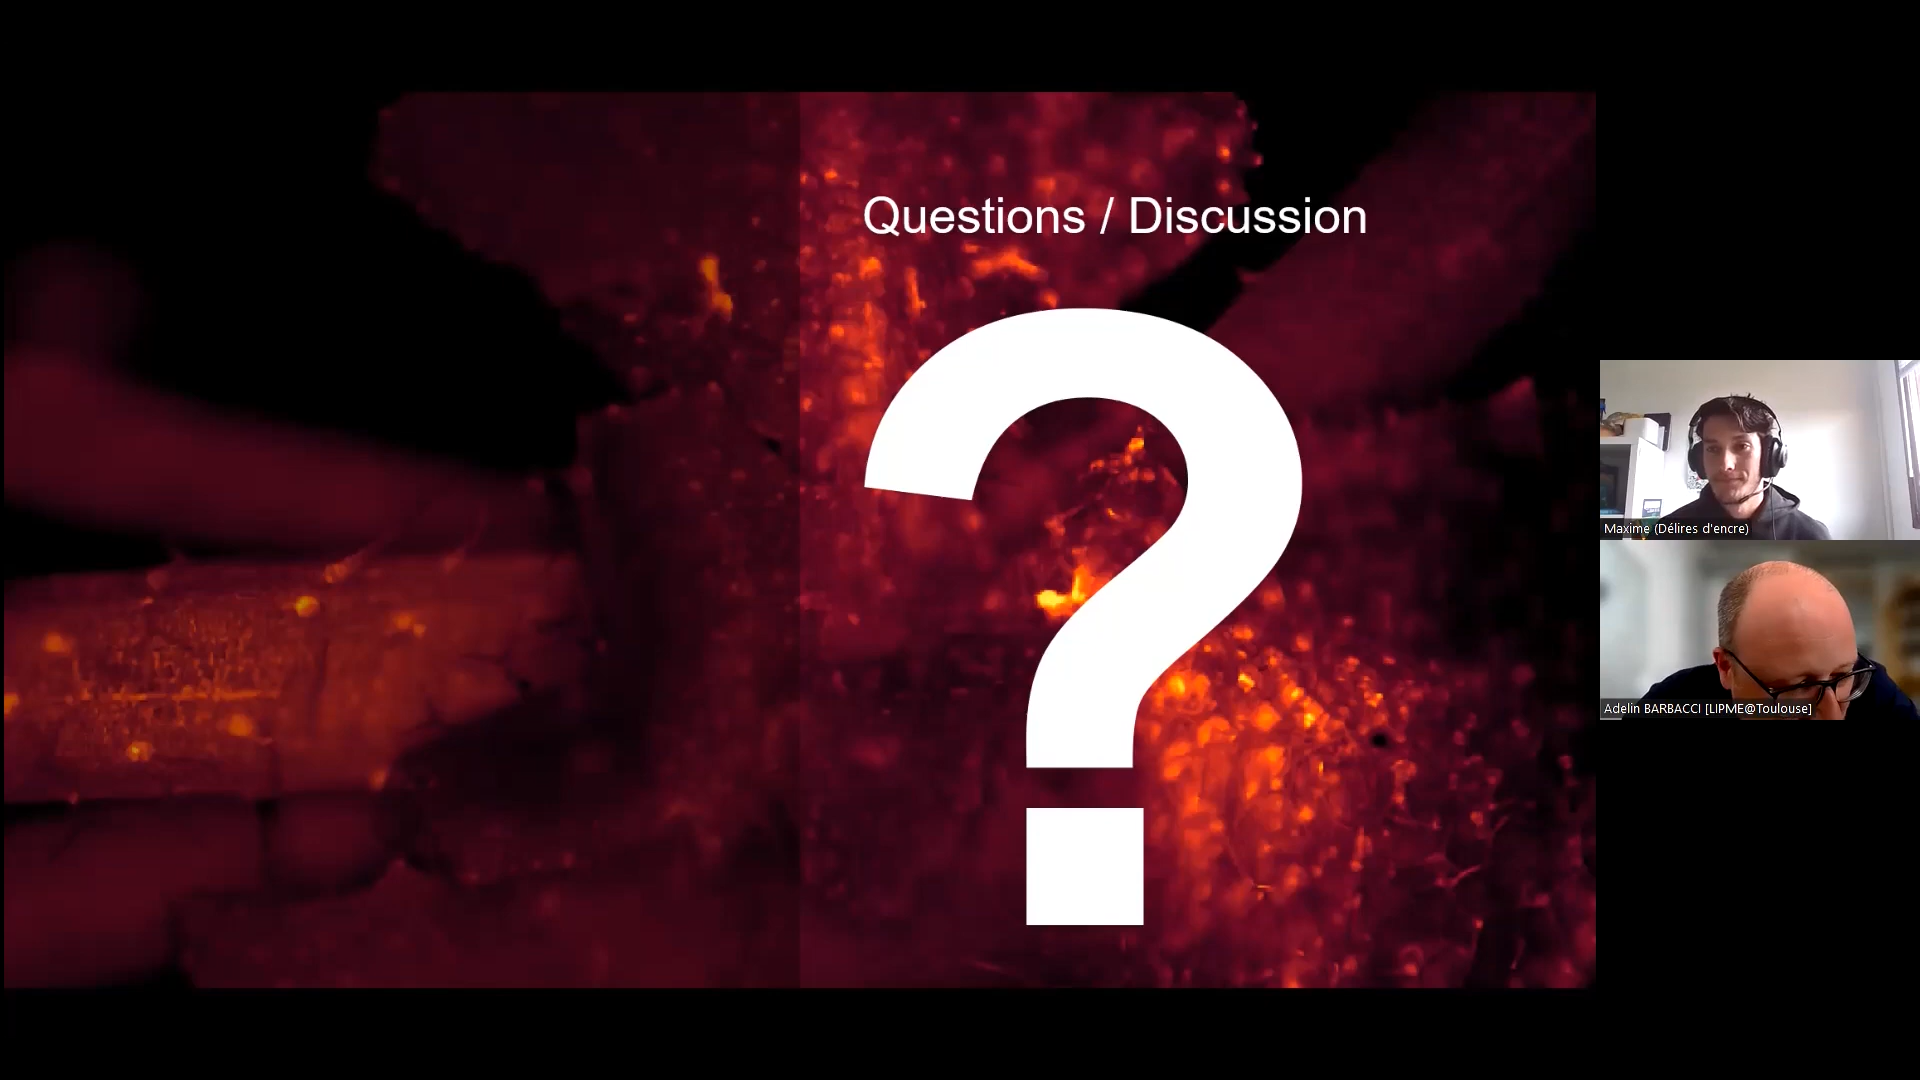 Questions / Discussion
?
Maxime (Délires d'encre)
Adelin BARBACCI [LIPME@Toulouse]